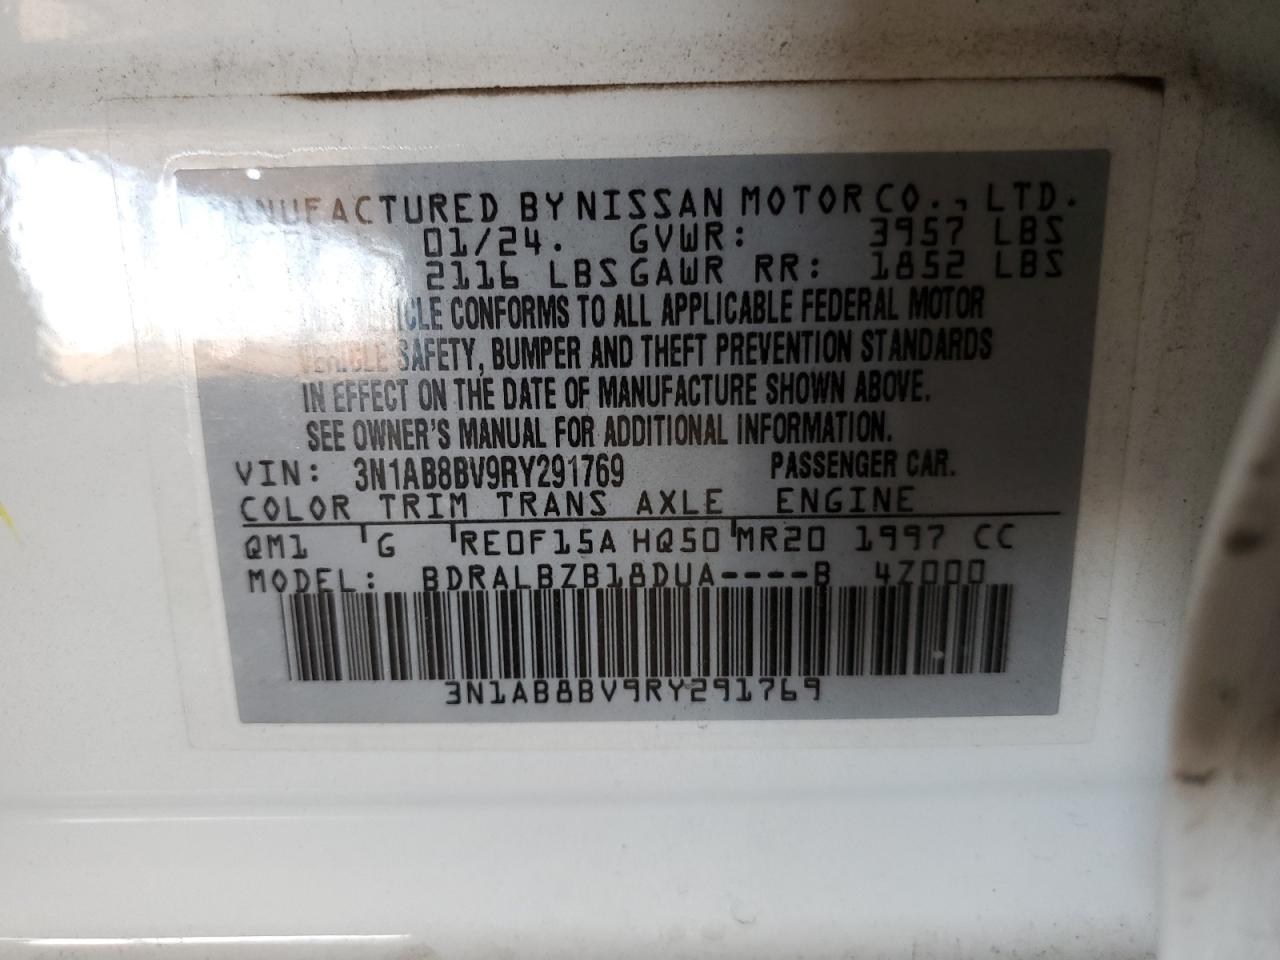 MANUFACTURED BY NISSAN MOTOR CO., LTD.
01/24. GVWR: 3957 LBS
2116 LBS GAWR RR: 1852 LBS
VEHICLE CONFORMS TO ALL APPLICABLE FEDERAL MOTOR
VEHICLE SAFETY, BUMPER AND THEFT PREVENTION STANDARDS
IN EFFECT ON THE DATE OF MANUFACTURE SHOWN ABOVE.
SEE OWNER'S MANUAL FOR ADDITIONAL INFORMATION.
VIN: 3N1AB8BV9RY291769 PASSENGER CAR.
COLOR TRIM TRANS AXLE ENGINE
QM1 G RE0F15A HQ50 MR20 1997 CC
MODEL: BDRALBZB18DUA----B 4Z000
3N1AB8BV9RY291769